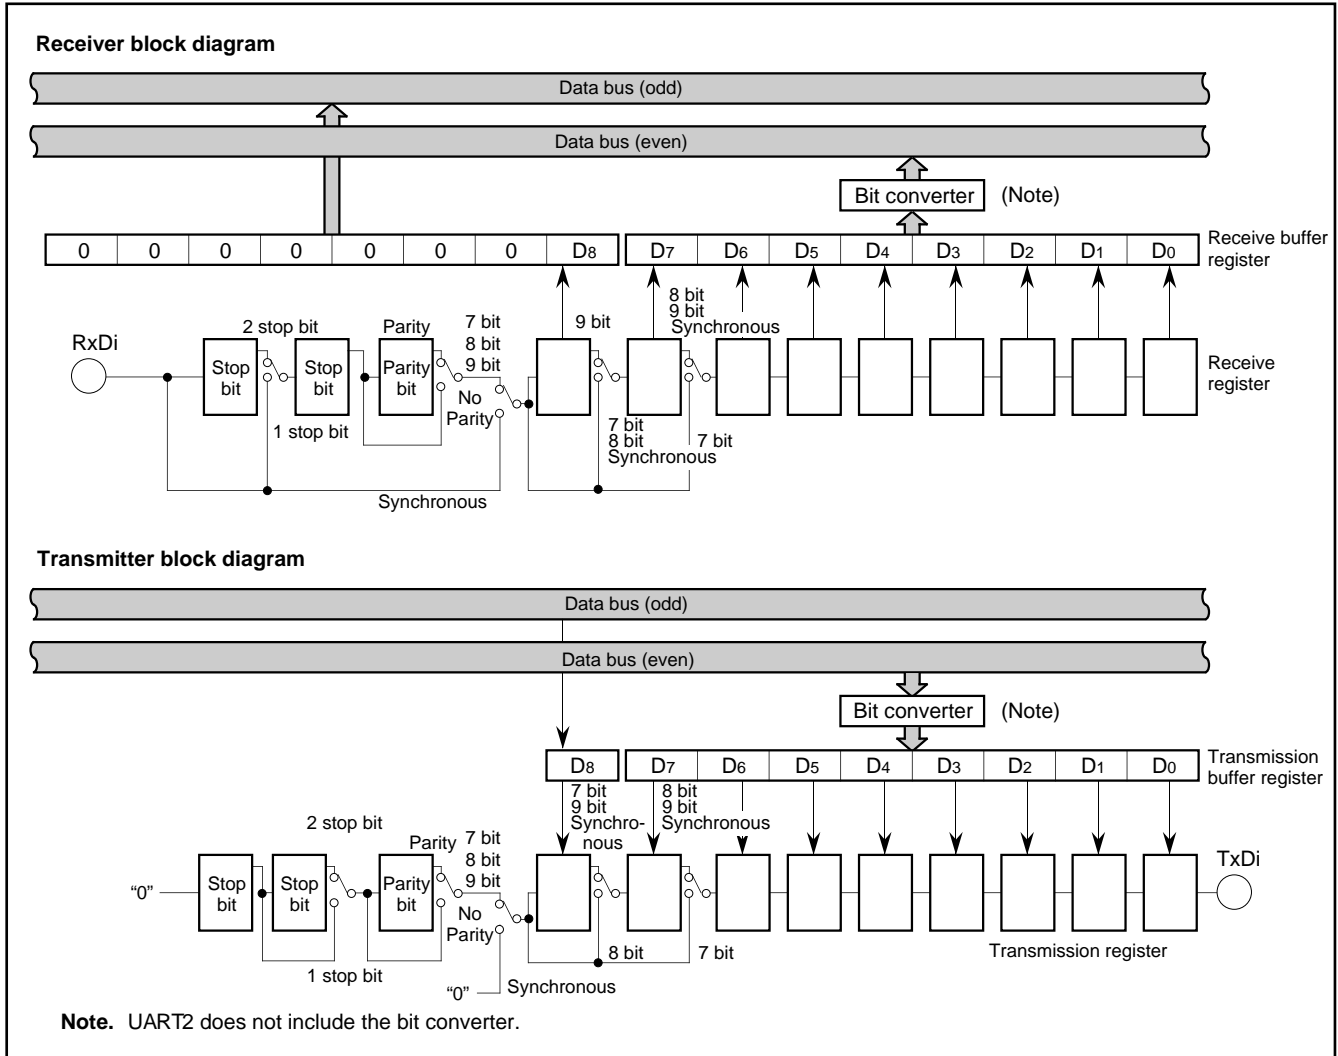 Receiver block diagram
Data bus (odd)
Data bus (even)
Bit converter (Note)
0 0 0 0 0 0 0 D8 D7 D6 D5 D4 D3 D2 D1 D0
Receive buffer
register
RxDi
2 stop bit
Stop
bit
1 stop bit
Stop
bit
Parity
Parity
bit
7 bit
8 bit
9 bit
No
Parity
Synchronous
9 bit
7 bit
8 bit
Synchronous
8 bit
9 bit
Synchronous
7 bit
Receive
register
Transmitter block diagram
Data bus (odd)
Data bus (even)
Bit converter (Note)
D8 D7 D6 D5 D4 D3 D2 D1 D0
Transmission
buffer register
7 bit
9 bit
Synchro-
nous
8 bit
9 bit
Synchronous
2 stop bit
“0”
Stop
bit
Stop
bit
1 stop bit
Parity
Parity
bit
7 bit
8 bit
9 bit
No
Parity
“0” Synchronous
8 bit
7 bit
TxDi
Transmission register
Note. UART2 does not include the bit converter.